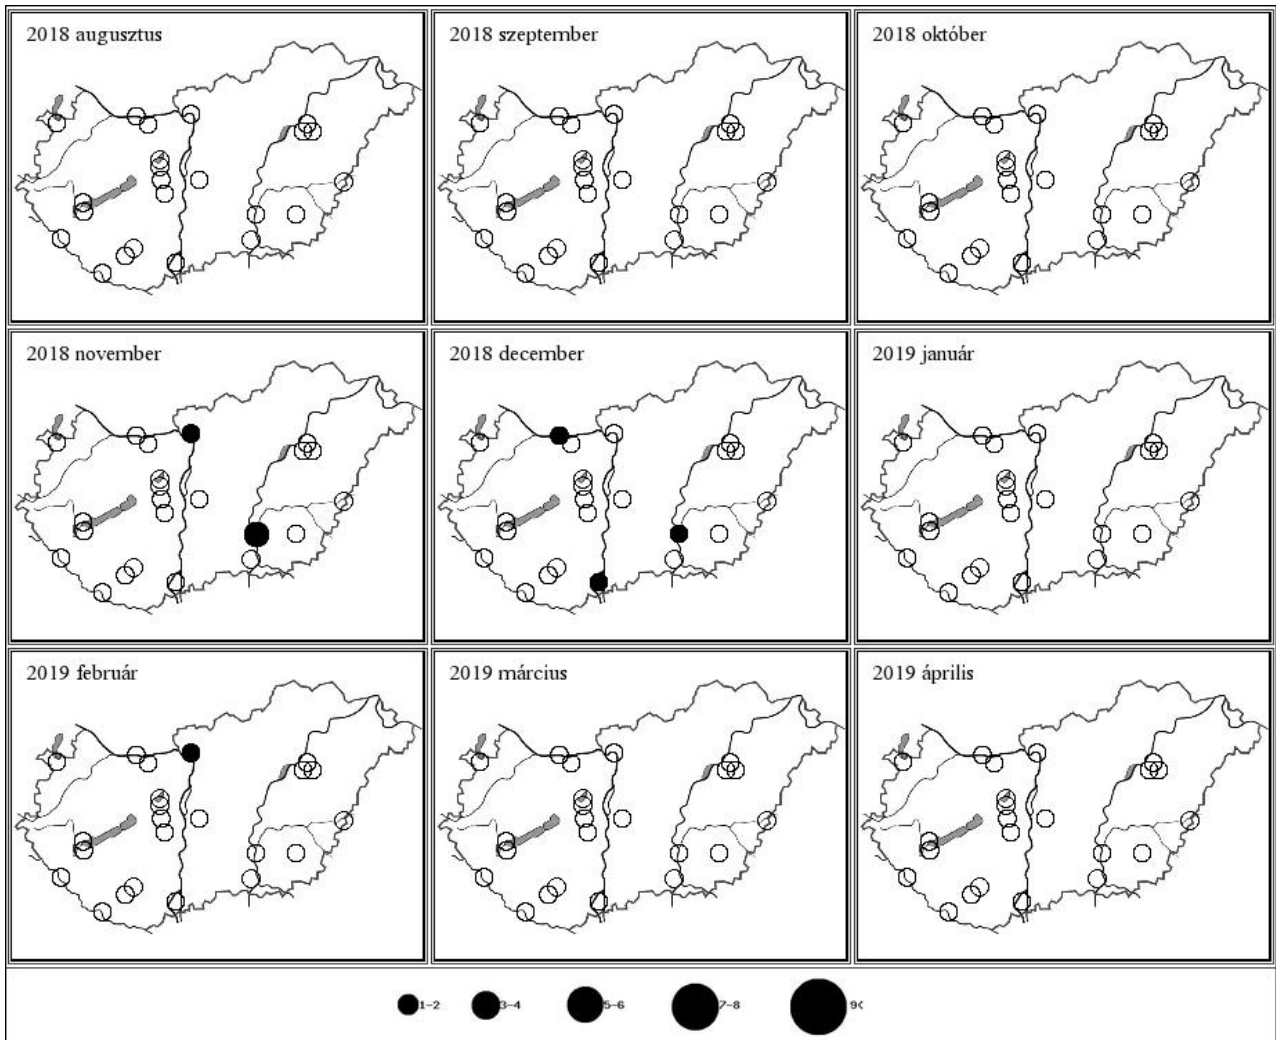 2018 augusztus
2018 szeptember
2018 október
2018 november
2018 december
2019 január
2019 február
2019 március
2019 április
1-2 3-4 5-6 7-8 9<